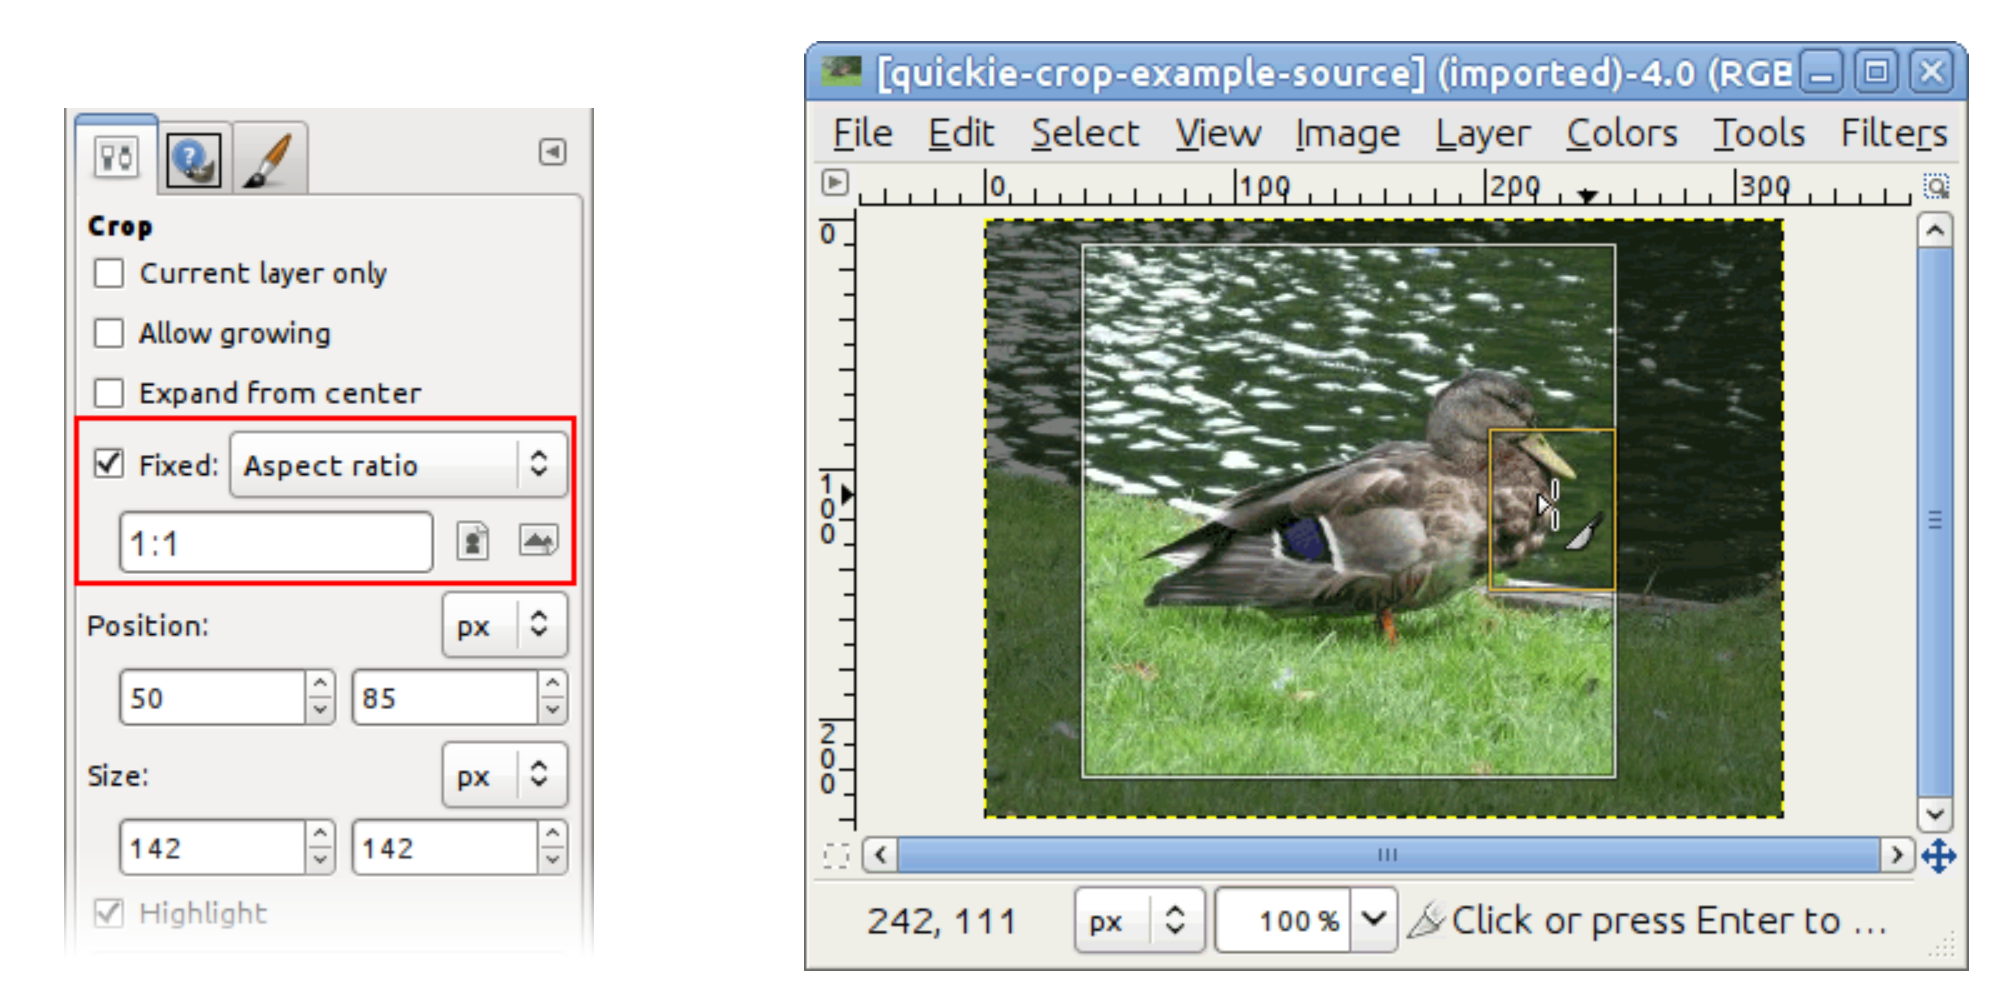 Crop
Current layer only
Allow growing
Expand from center
Fixed: Aspect ratio
1:1
Position: px
50 85
Size: px
142 142
Highlight
[quickie-crop-example-source] (imported)-4.0 (RGB
File Edit Select View Image Layer Colors Tools Filters
0 100 200 300
0
100
200
242, 111 px 100 % Click or press Enter to ...